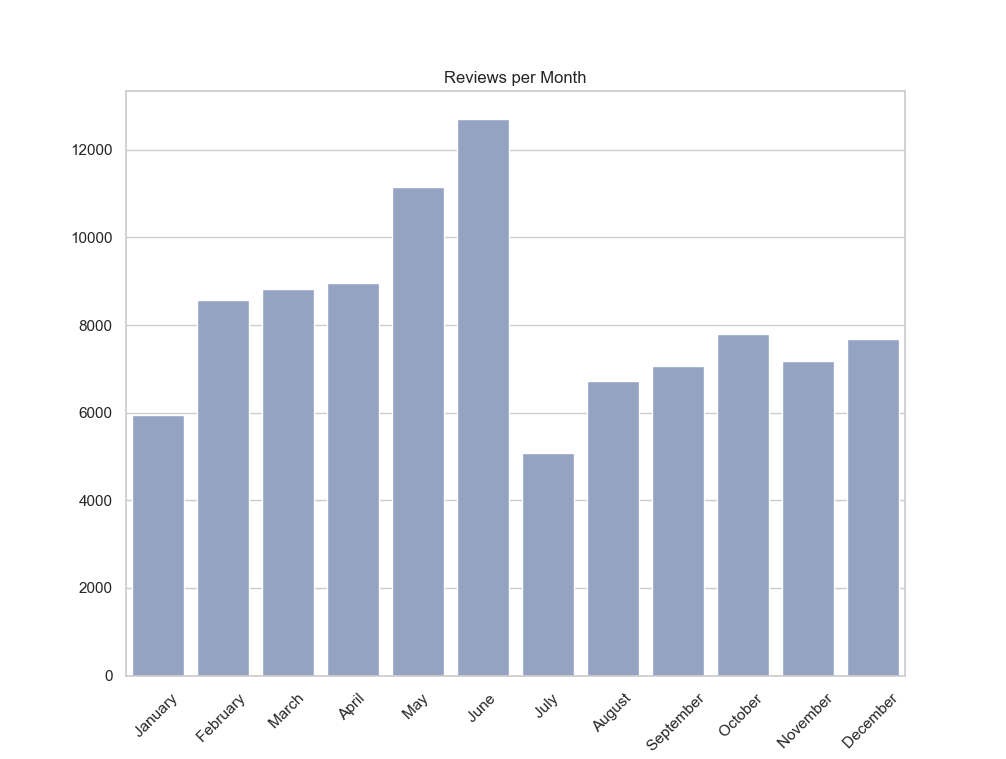 Reviews per Month
12000
10000
8000
6000
4000
2000
0
January
February
March
April
May
June
July
August
September
October
November
December